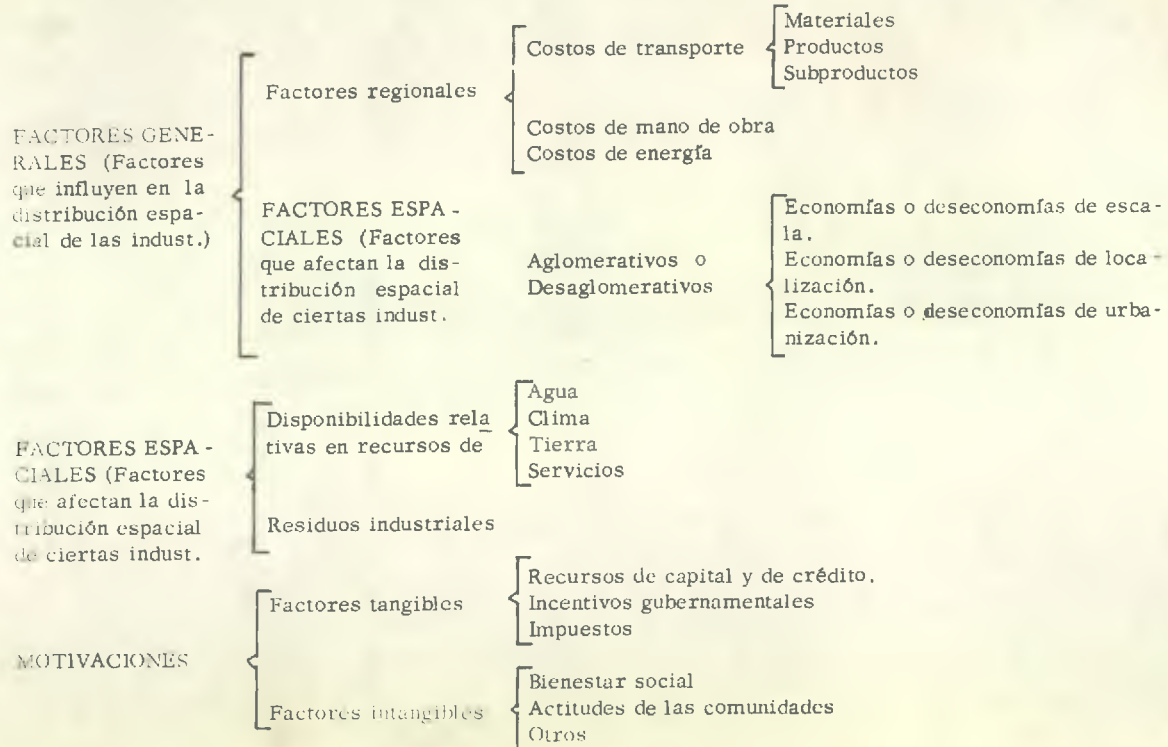 FACTORES GENE-
RALES (Factores
que influyen en la
distribución espa-
cial de las indust.)
Factores regionales
Costos de transporte
Materiales
Productos
Subproductos
Costos de mano de obra
Costos de energía
FACTORES ESPA-
CIALES (Factores
que afectan la dis-
tribución espacial
de ciertas indust.
Aglomerativos o
Desaglomerativos
Economías o deseconomías de esca-
la.
Economías o deseconomías de loca-
lización.
Economías o deseconomías de urba-
nización.
FACTORES ESPA-
CIALES (Factores
que afectan la dis-
tribución espacial
de ciertas indust.
Disponibilidades rela
tivas en recursos de
Agua
Clima
Tierra
Servicios
Residuos industriales
MOTIVACIONES
Factores tangibles
Recursos de capital y de crédito.
Incentivos gubernamentales
Impuestos
Factores intangibles
Bienestar social
Actitudes de las comunidades
Otros